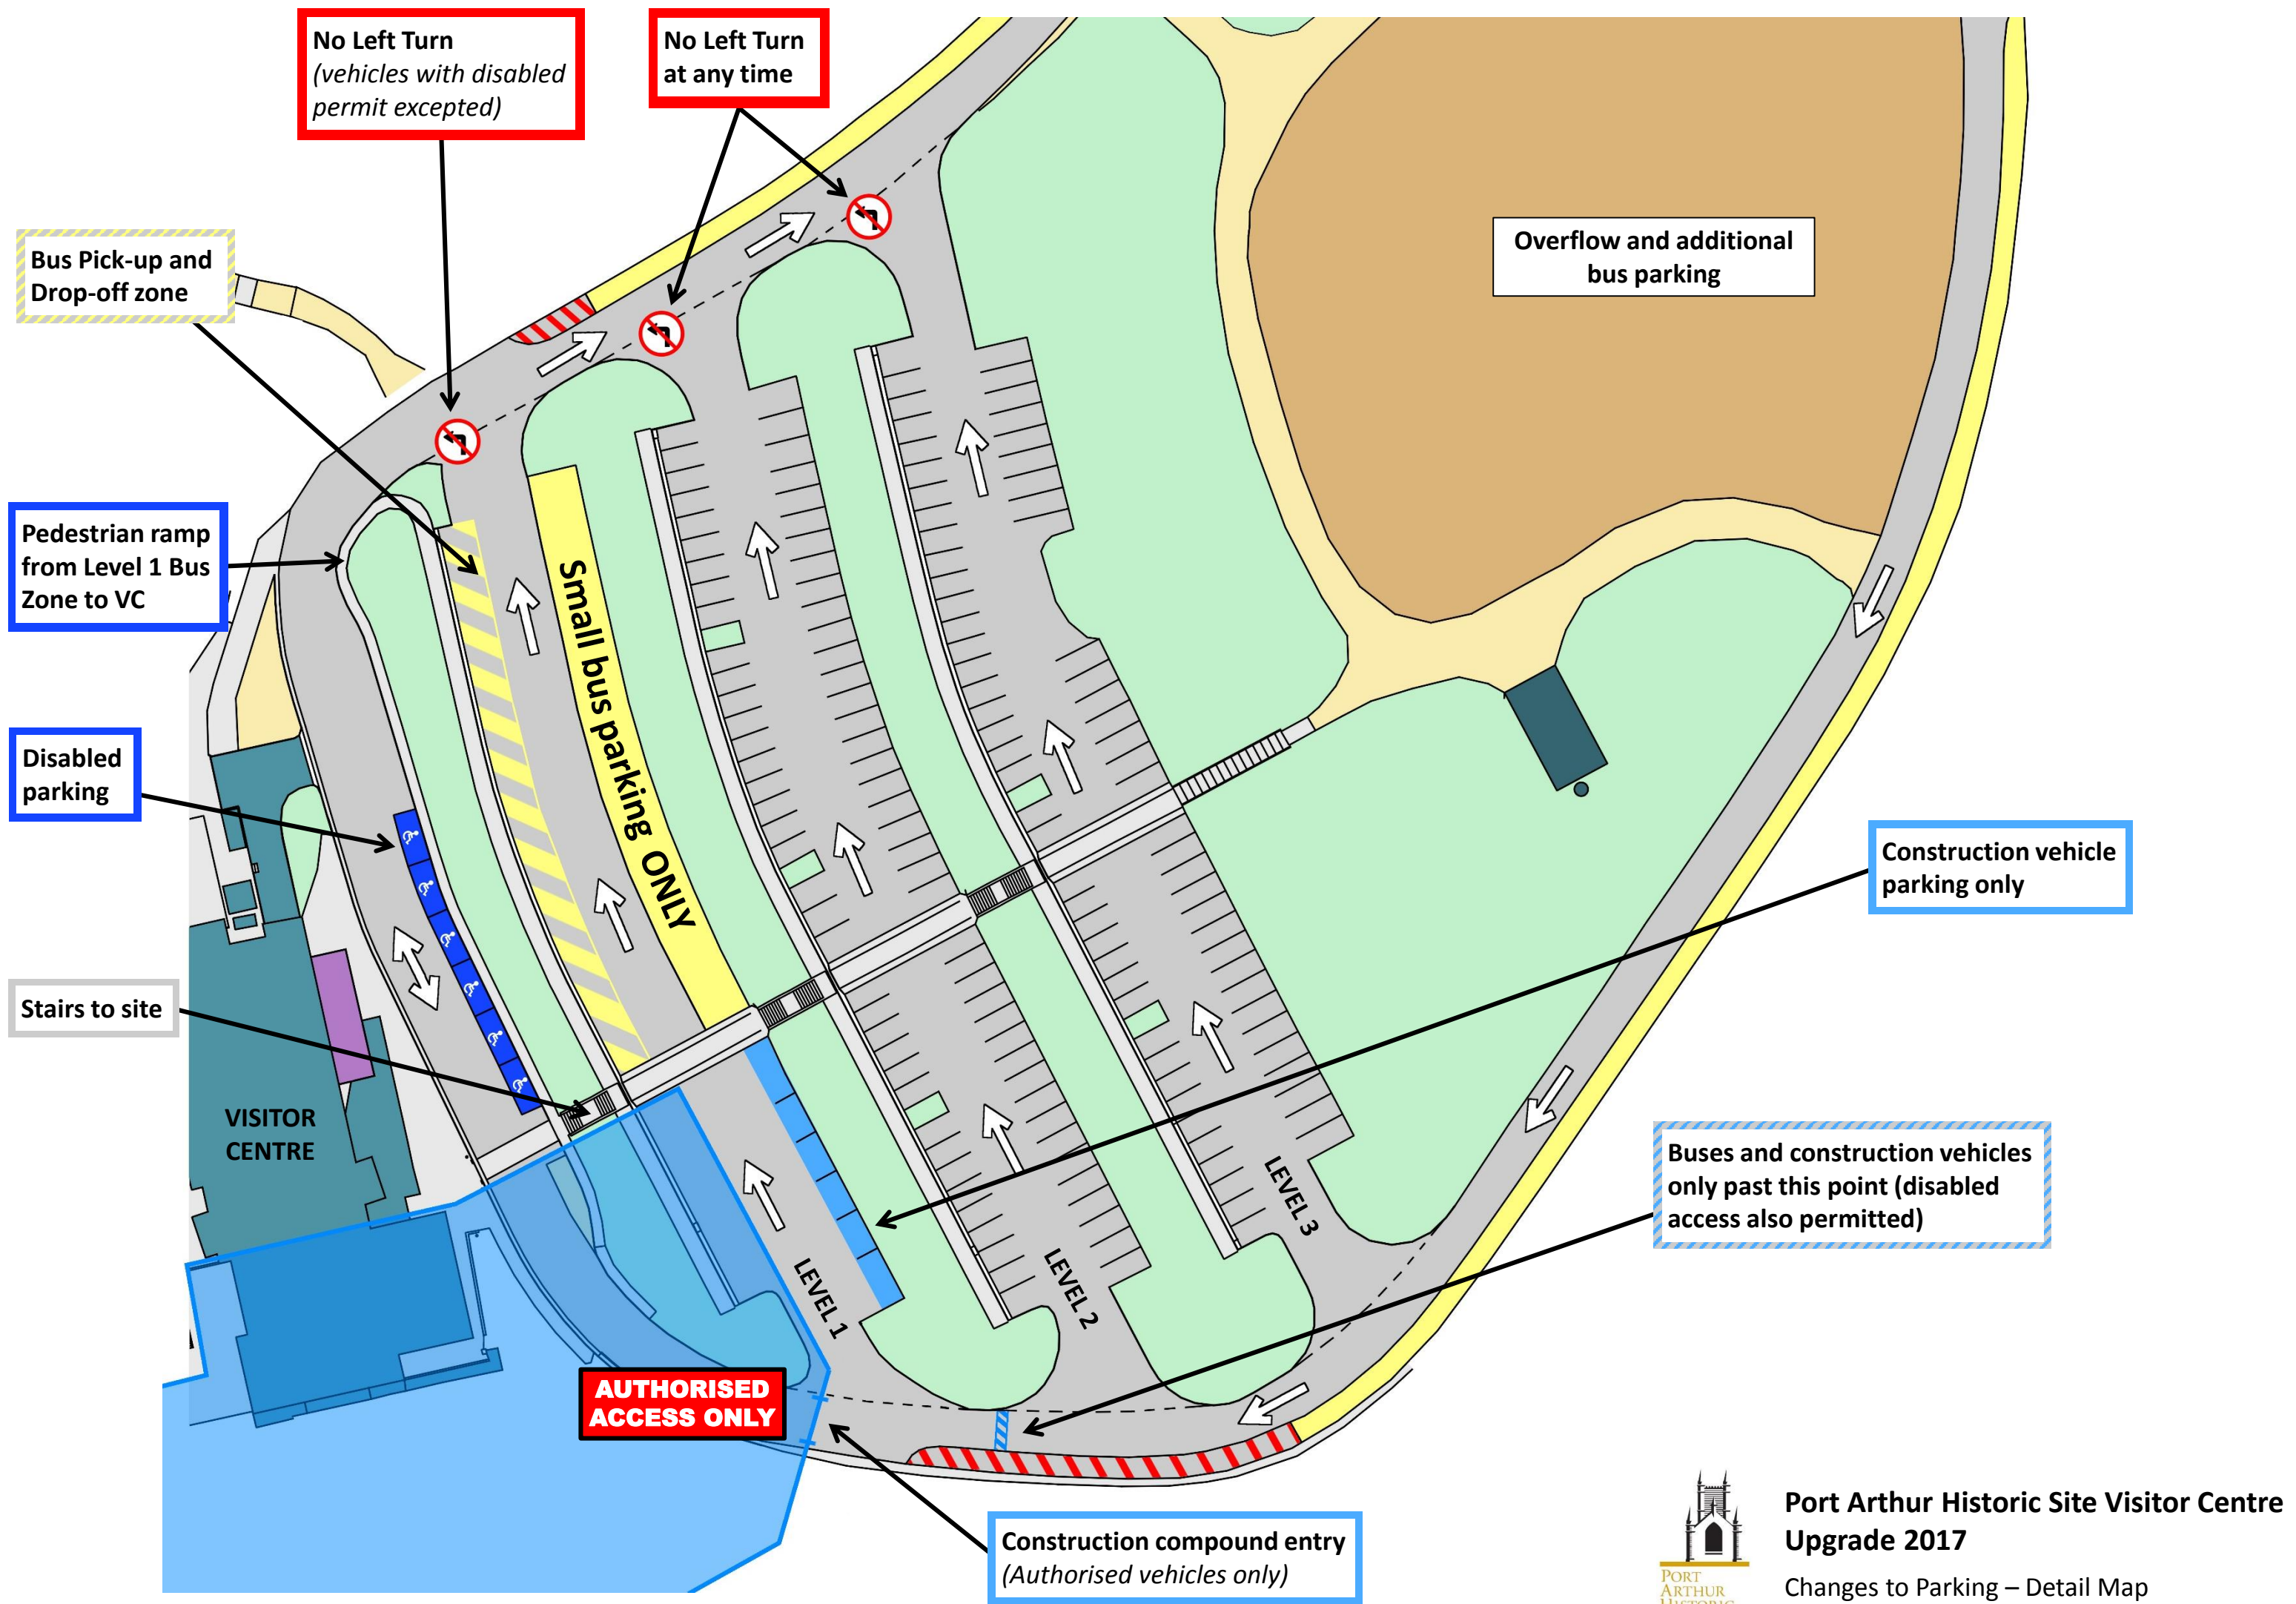 No Left Turn
(vehicles with disabled
permit excepted)
No Left Turn
at any time
Bus Pick-up and
Drop-off zone
Overflow and additional
bus parking
Pedestrian ramp
from Level 1 Bus
Zone to VC
Small bus parking ONLY
Disabled
parking
Construction vehicle
parking only
Stairs to site
VISITOR
CENTRE
Buses and construction vehicles
only past this point (disabled
access also permitted)
LEVEL 1
LEVEL 2
LEVEL 3
AUTHORISED
ACCESS ONLY
Construction compound entry
(Authorised vehicles only)
Port Arthur Historic Site Visitor Centre
Upgrade 2017
Changes to Parking – Detail Map
PORT
ARTHUR
HISTORIC